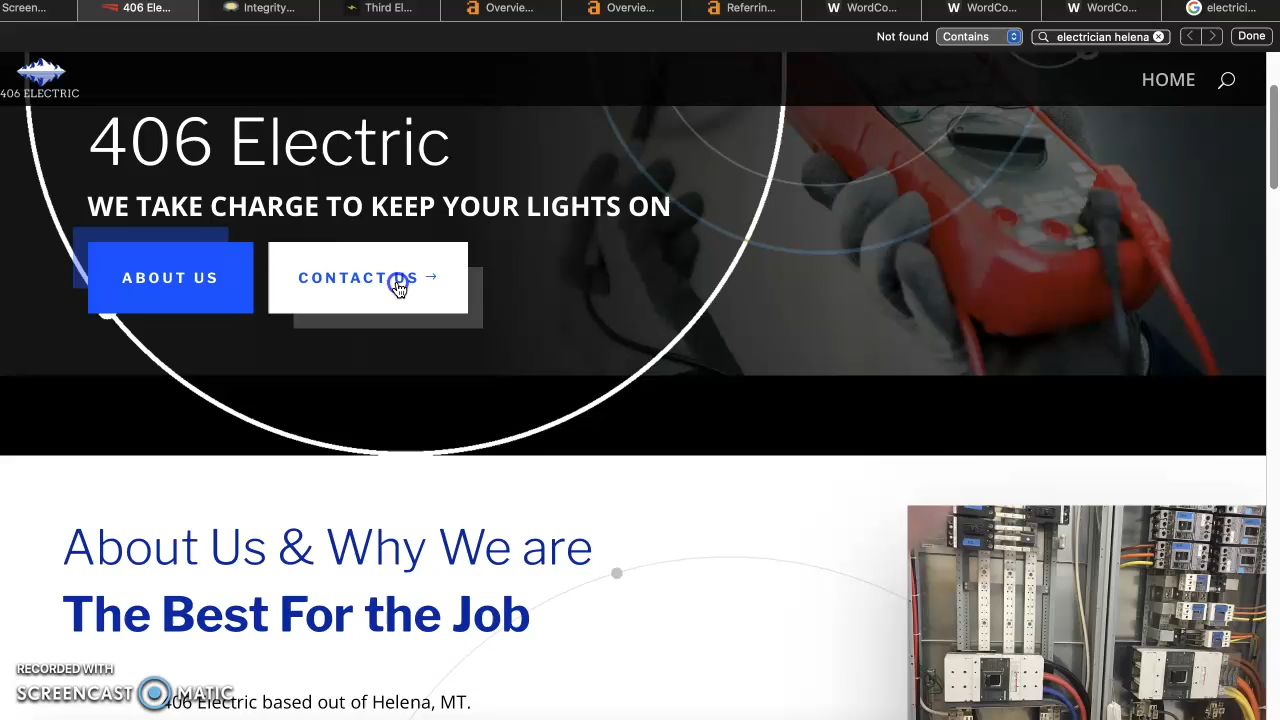 Screen...
406 Ele...
Integrity...
Third El...
Overvie...
Overvie...
Referrin...
WordCo...
WordCo...
WordCo...
electrici...
Not found
Contains
electrician helena
Done
406 ELECTRIC
HOME
406 Electric
WE TAKE CHARGE TO KEEP YOUR LIGHTS ON
ABOUT US
CONTACT US →
About Us & Why We are
The Best For the Job
406 Electric based out of Helena, MT.
RECORDED WITH
SCREENCAST MATIC